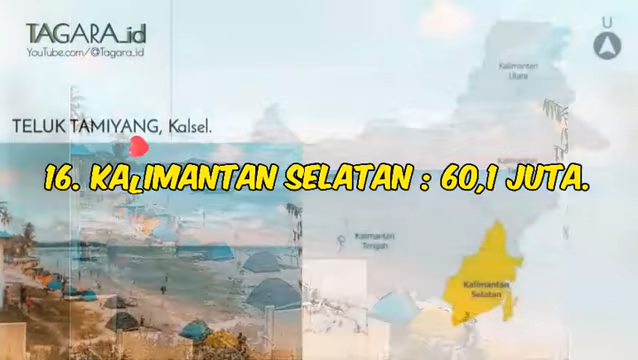 TAGARA_id
YouTube.com/@Tagara_id
U
Kalimantan
Utara
TELUK TAMIYANG, Kalsel.
16. KALIMANTAN SELATAN : 60,1 JUTA.
Kalimantan
Tengah
Kalimantan
Selatan